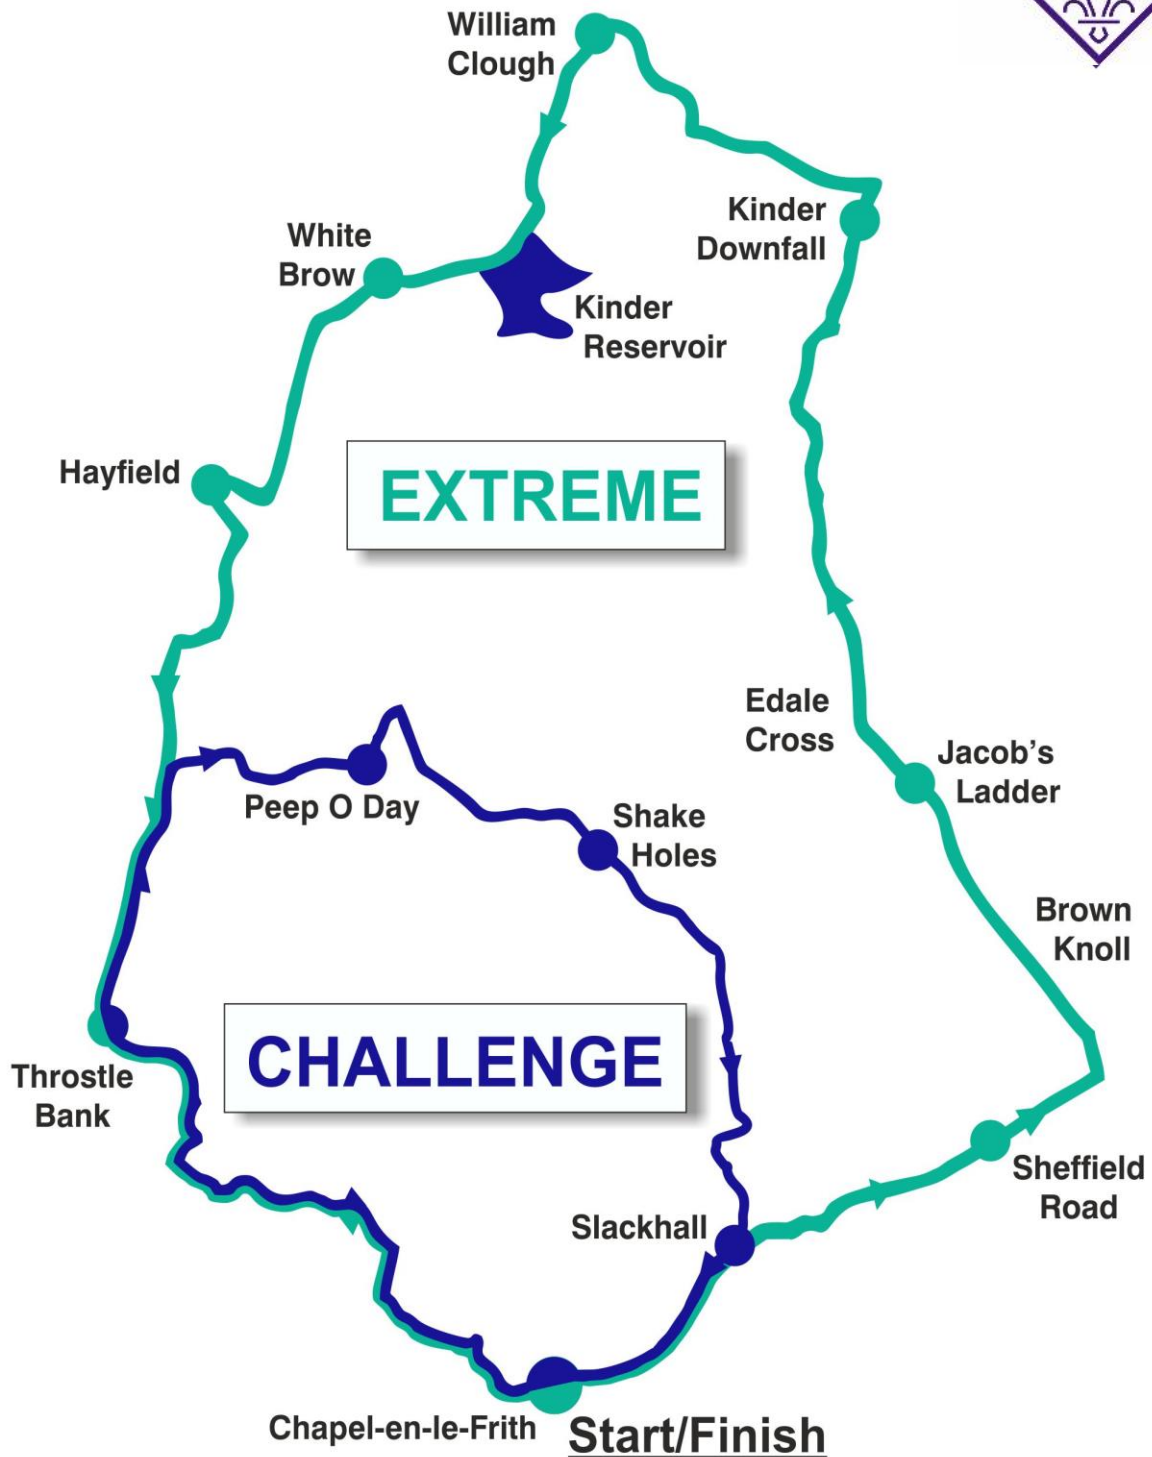 William
Clough
Kinder
Downfall
White
Brow
Kinder
Reservoir
Hayfield
EXTREME
Edale
Cross
Jacob's
Ladder
Peep O Day
Shake
Holes
Brown
Knoll
CHALLENGE
Throstle
Bank
Sheffield
Road
Slackhall
Chapel-en-le-Frith
Start/Finish